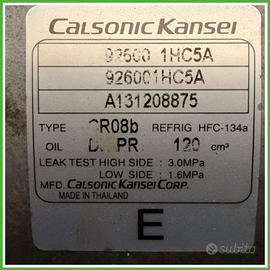 CALSONIC KANSEI
92600 1HC5A
926001HC5A
A131208875
TYPE CR08b REFRIG HFC-134a
OIL PR 120 cm³
LEAK TEST HIGH SIDE : 3.0MPa
LOW SIDE : 1.6MPa
MFD. CALSONIC KANSEI CORP.
MADE IN THAILAND
E
subito